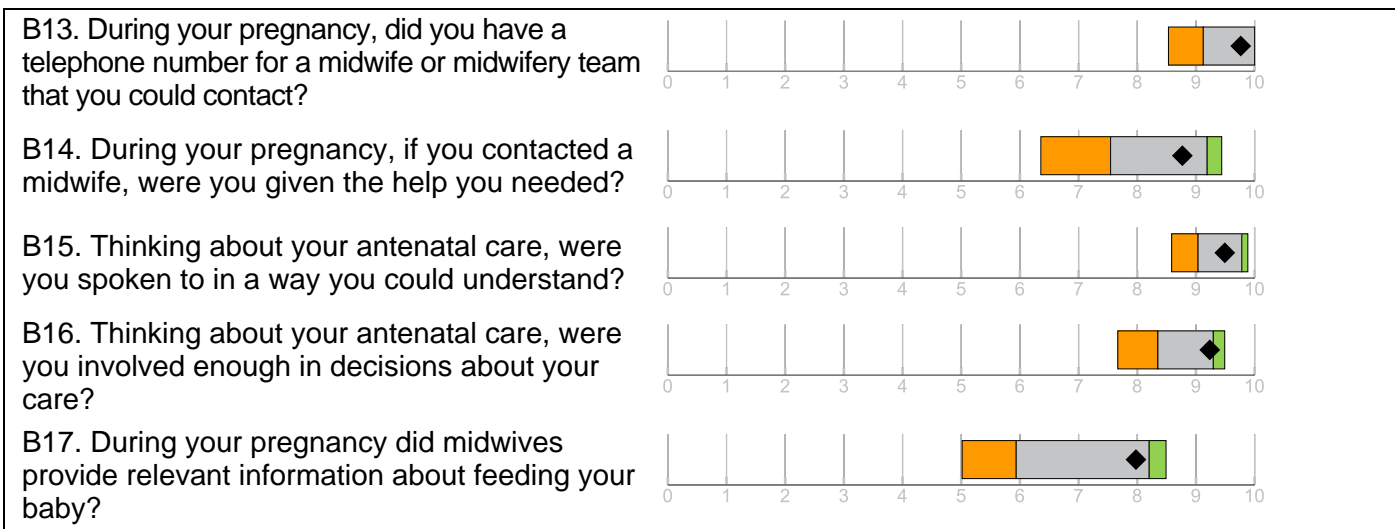 B13. During your pregnancy, did you have a
telephone number for a midwife or midwifery team
that you could contact?
0 1 2 3 4 5 6 7 8 9 10
B14. During your pregnancy, if you contacted a
midwife, were you given the help you needed?
0 1 2 3 4 5 6 7 8 9 10
B15. Thinking about your antenatal care, were
you spoken to in a way you could understand?
0 1 2 3 4 5 6 7 8 9 10
B16. Thinking about your antenatal care, were
you involved enough in decisions about your
care?
0 1 2 3 4 5 6 7 8 9 10
B17. During your pregnancy did midwives
provide relevant information about feeding your
baby?
0 1 2 3 4 5 6 7 8 9 10